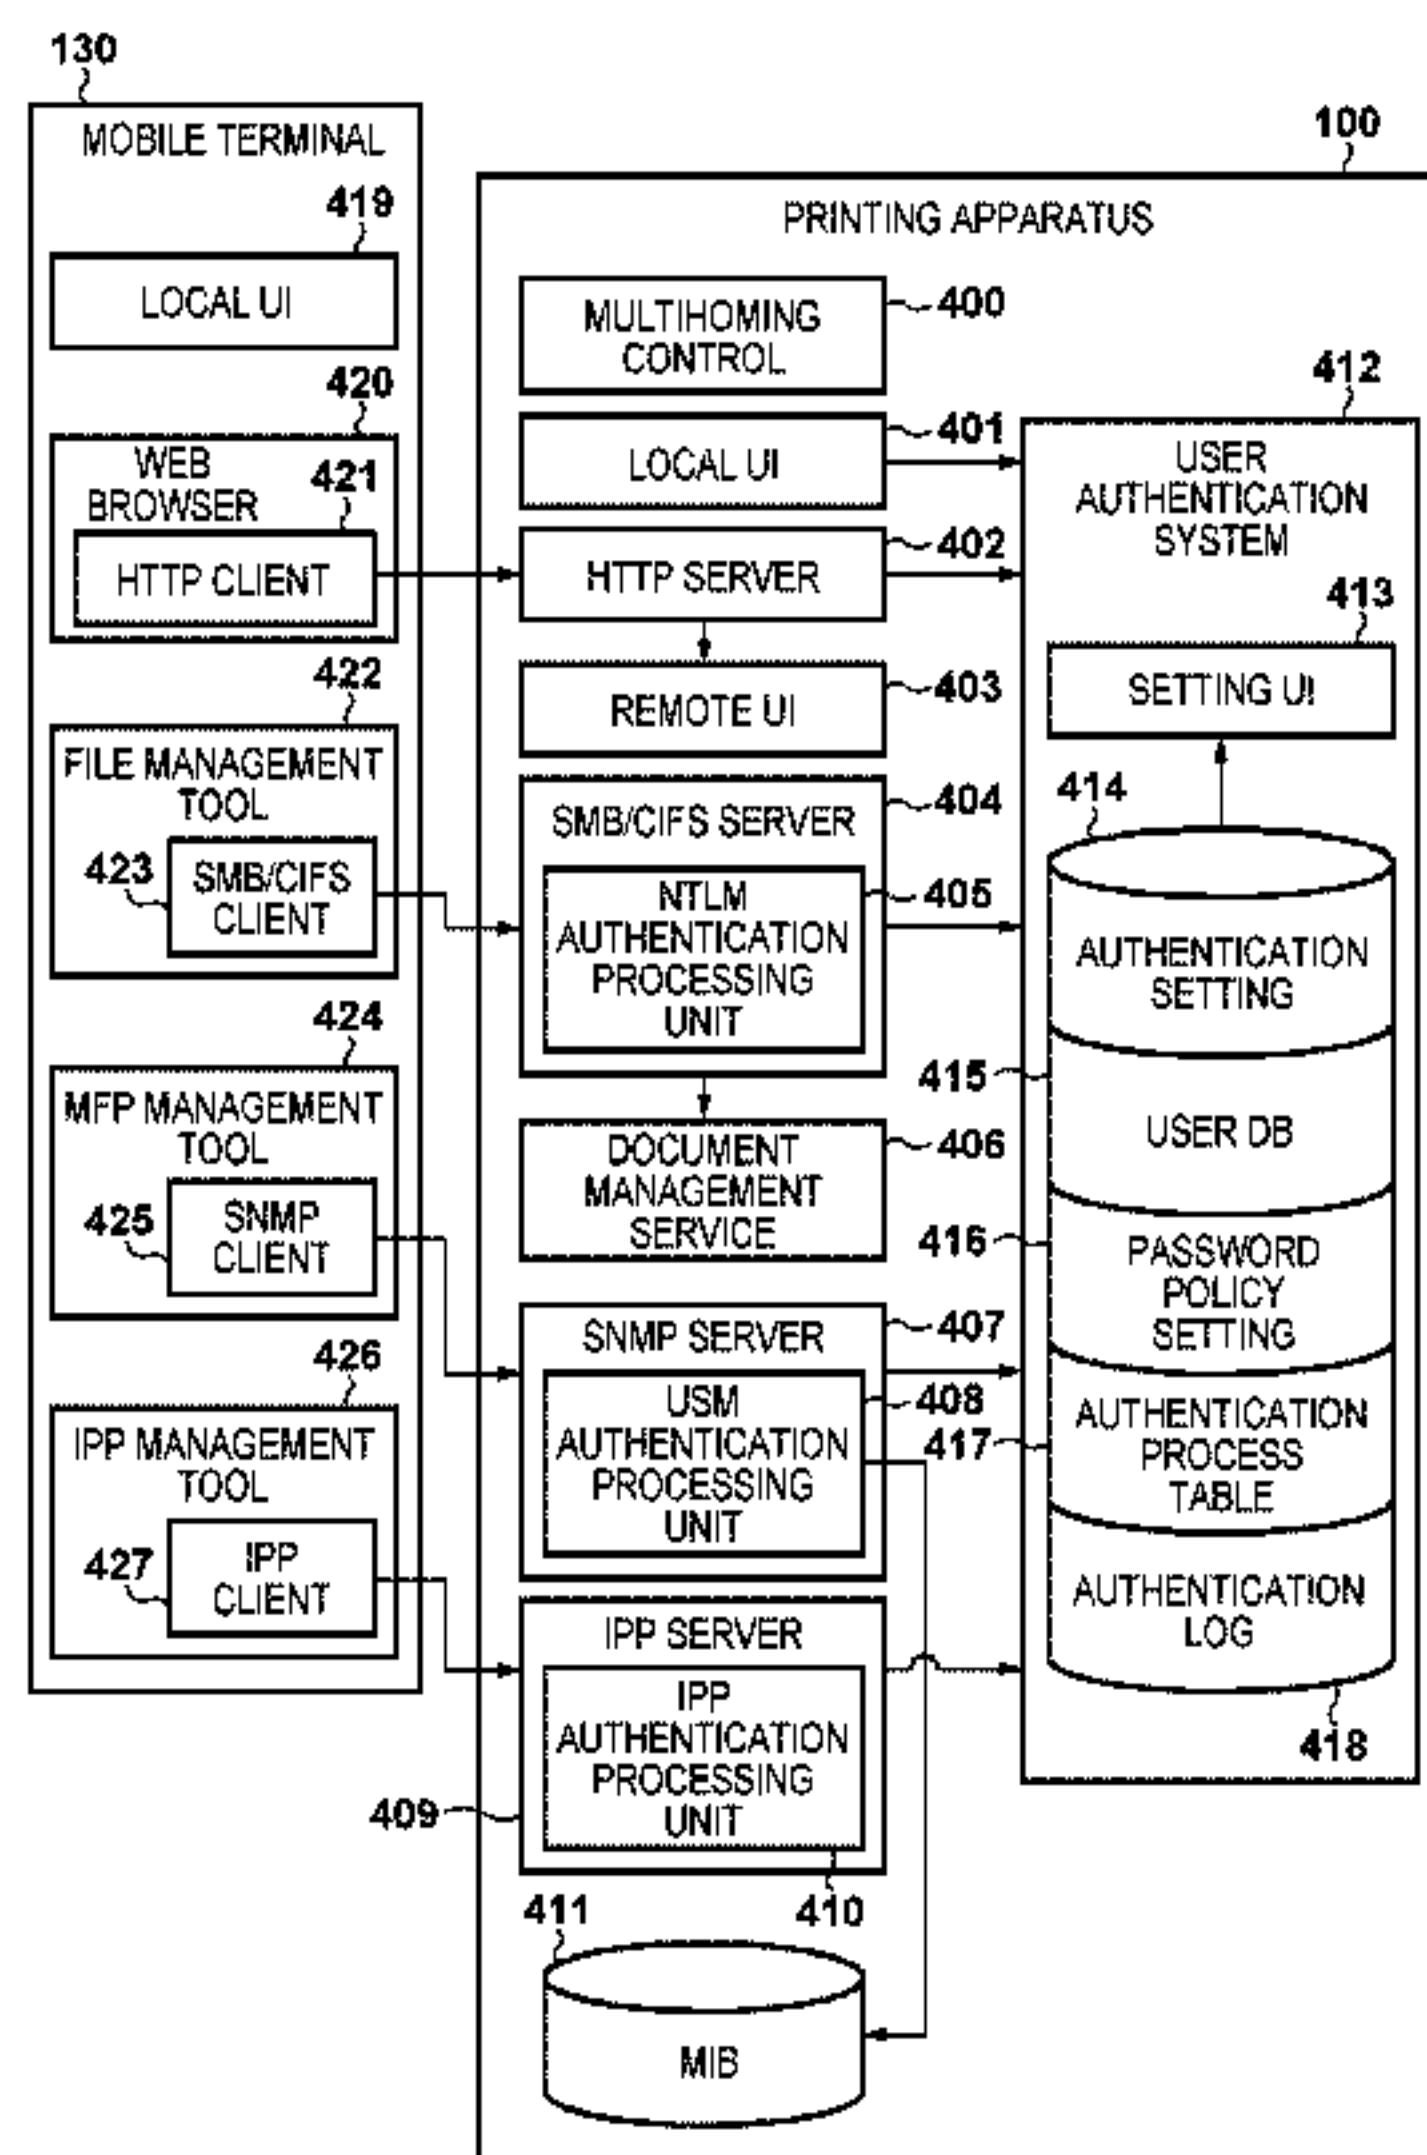 130
MOBILE TERMINAL
419
LOCAL UI
420
WEB
BROWSER
421
HTTP CLIENT
422
FILE MANAGEMENT
TOOL
423
SMB/CIFS
CLIENT
424
MFP MANAGEMENT
TOOL
425
SNMP
CLIENT
426
IPP MANAGEMENT
TOOL
427
IPP
CLIENT
100
PRINTING APPARATUS
MULTIHOMING
CONTROL
400
LOCAL UI
401
HTTP SERVER
402
REMOTE UI
403
SMB/CIFS SERVER
404
NTLM
AUTHENTICATION
PROCESSING
UNIT
405
DOCUMENT
MANAGEMENT
SERVICE
406
SNMP SERVER
407
USM
AUTHENTICATION
PROCESSING
UNIT
408
IPP SERVER
IPP
AUTHENTICATION
PROCESSING
UNIT
409
410
411
MIB
412
USER
AUTHENTICATION
SYSTEM
413
SETTING UI
414
AUTHENTICATION
SETTING
415
USER DB
416
PASSWORD
POLICY
SETTING
417
AUTHENTICATION
PROCESS
TABLE
AUTHENTICATION
LOG
418